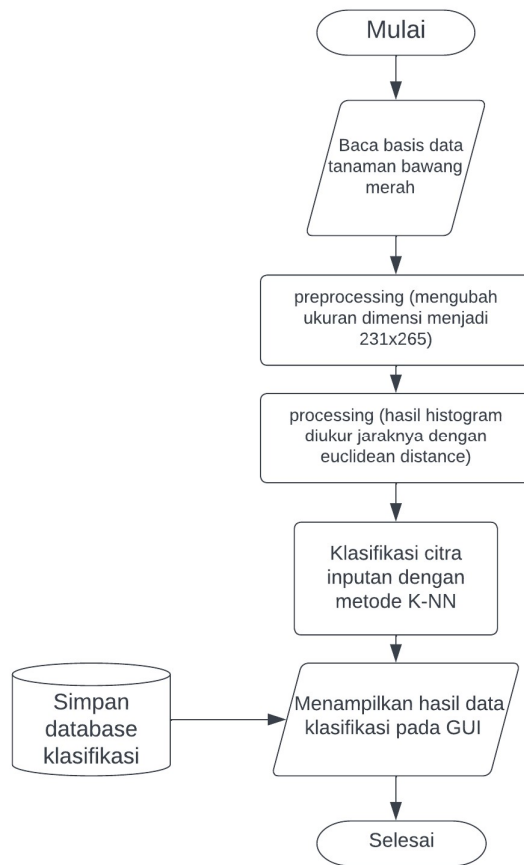 Mulai
Baca basis data
tanaman bawang
merah
preprocessing (mengubah
ukuran dimensi menjadi
231x265)
processing (hasil histogram
diukur jaraknya dengan
euclidean distance)
Klasifikasi citra
inputan dengan
metode K-NN
Simpan
database
klasifikasi
Menampilkan hasil data
klasifikasi pada GUI
Selesai